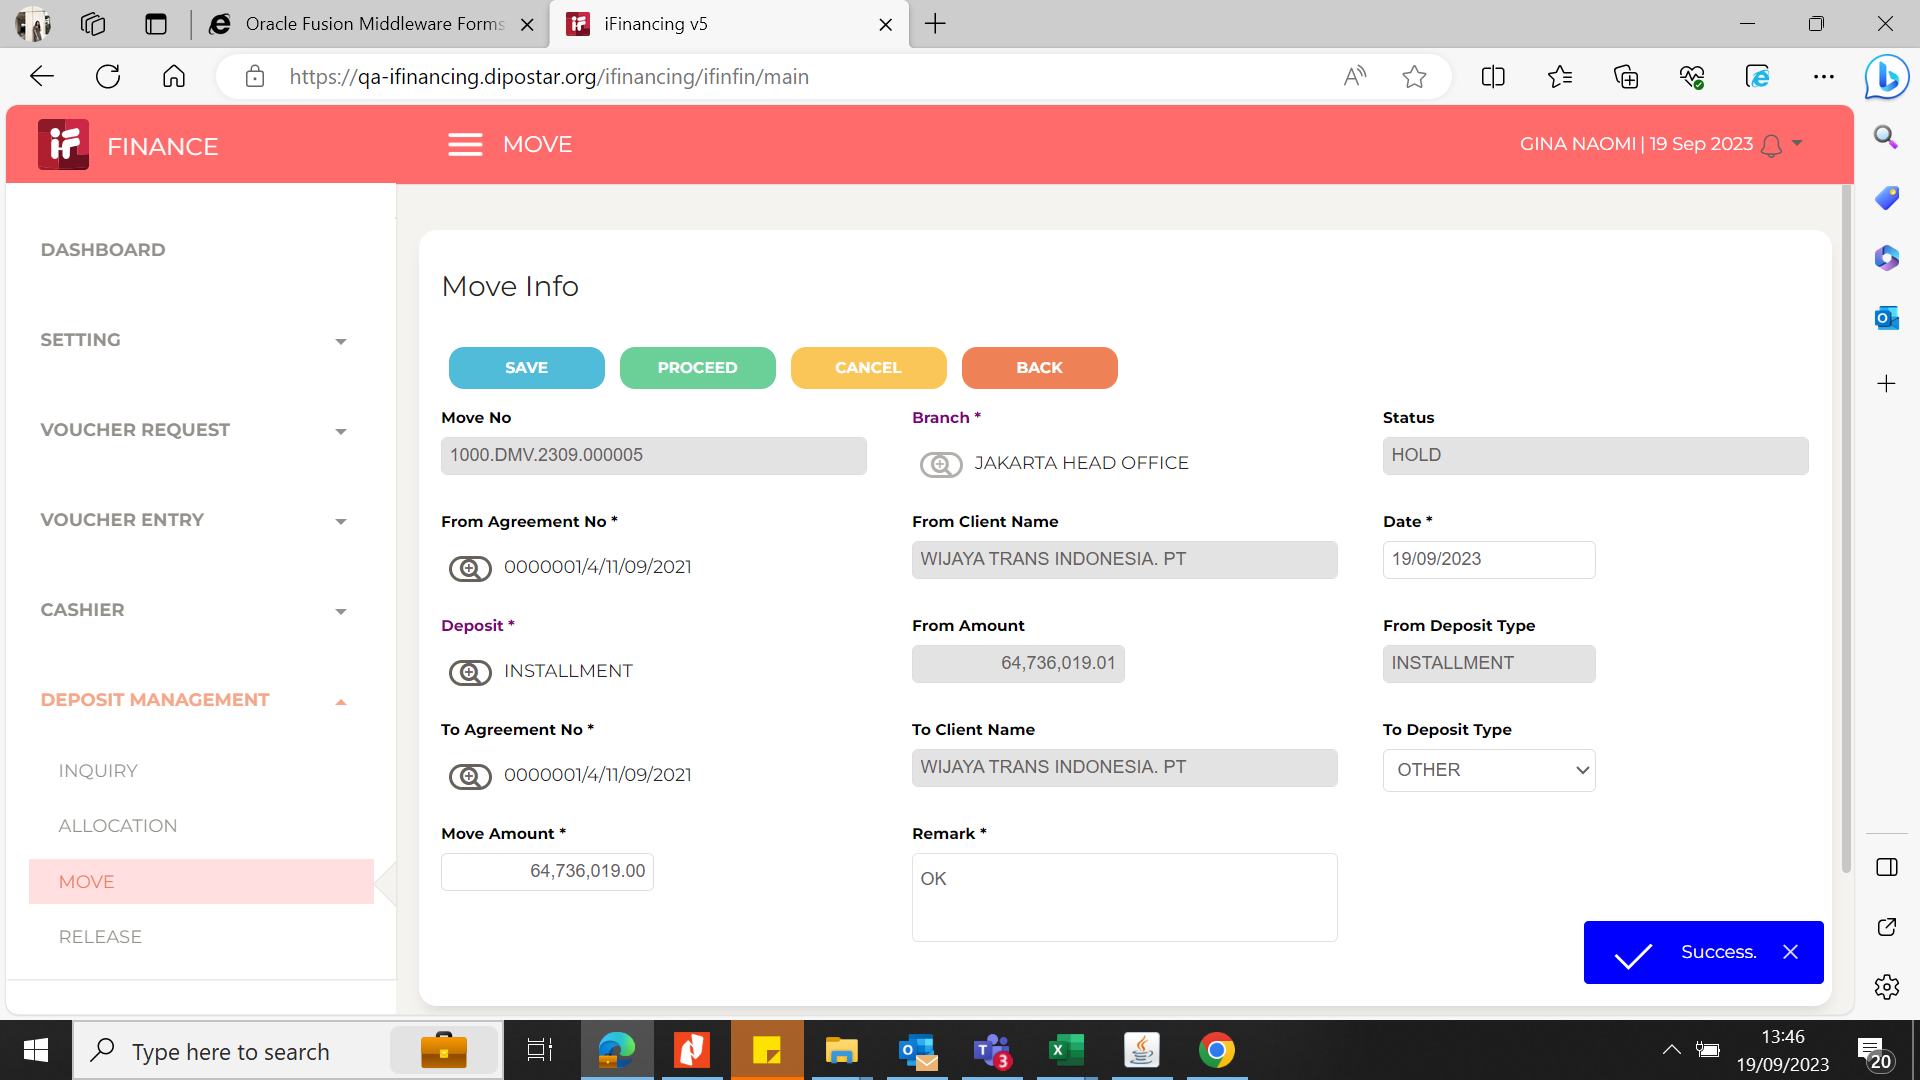 Oracle Fusion Middleware Forms
iFinancing v5
https://qa-ifinancing.dipostar.org/ifinancing/ifinfin/main
iF FINANCE
MOVE
GINA NAOMI | 19 Sep 2023
DASHBOARD
SETTING
VOUCHER REQUEST
VOUCHER ENTRY
CASHIER
DEPOSIT MANAGEMENT
INQUIRY
ALLOCATION
MOVE
RELEASE
Move Info
SAVE PROCEED CANCEL BACK
Move No
1000.DMV.2309.000005
Branch *
JAKARTA HEAD OFFICE
Status
HOLD
From Agreement No *
0000001/4/11/09/2021
From Client Name
WIJAYA TRANS INDONESIA. PT
Date *
19/09/2023
Deposit *
INSTALLMENT
From Amount
64,736,019.01
From Deposit Type
INSTALLMENT
To Agreement No *
0000001/4/11/09/2021
To Client Name
WIJAYA TRANS INDONESIA. PT
To Deposit Type
OTHER
Move Amount *
64,736,019.00
Remark *
OK
Success.
Type here to search
3
13:46
19/09/2023
20